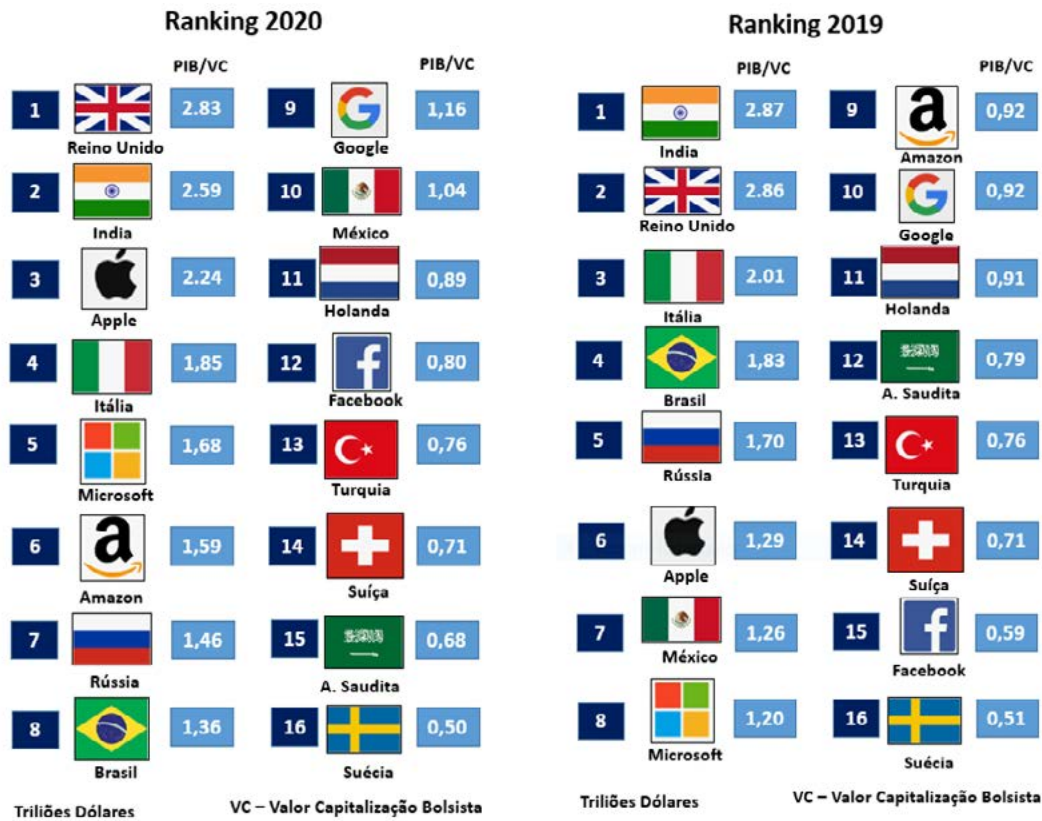 Ranking 2020
PIB/VC
PIB/VC
1
Reino Unido
2.83
9
Google
1,16
2
India
2.59
10
México
1,04
3
Apple
2.24
11
Holanda
0,89
4
Itália
1,85
12
Facebook
0,80
5
Microsoft
1,68
13
Turquia
0,76
6
Amazon
1,59
14
Suíça
0,71
7
Rússia
1,46
15
A. Saudita
0,68
8
Brasil
1,36
16
Suécia
0,50
Triliões Dólares
VC – Valor Capitalização Bolsista
Ranking 2019
PIB/VC
PIB/VC
1
India
2.87
9
Amazon
0,92
2
Reino Unido
2.86
10
Google
0,92
3
Itália
2.01
11
Holanda
0,91
4
Brasil
1,83
12
A. Saudita
0,79
5
Rússia
1,70
13
Turquia
0,76
6
Apple
1,29
14
Suíça
0,71
7
México
1,26
15
Facebook
0,59
8
Microsoft
1,20
16
Suécia
0,51
Triliões Dólares
VC – Valor Capitalização Bolsista